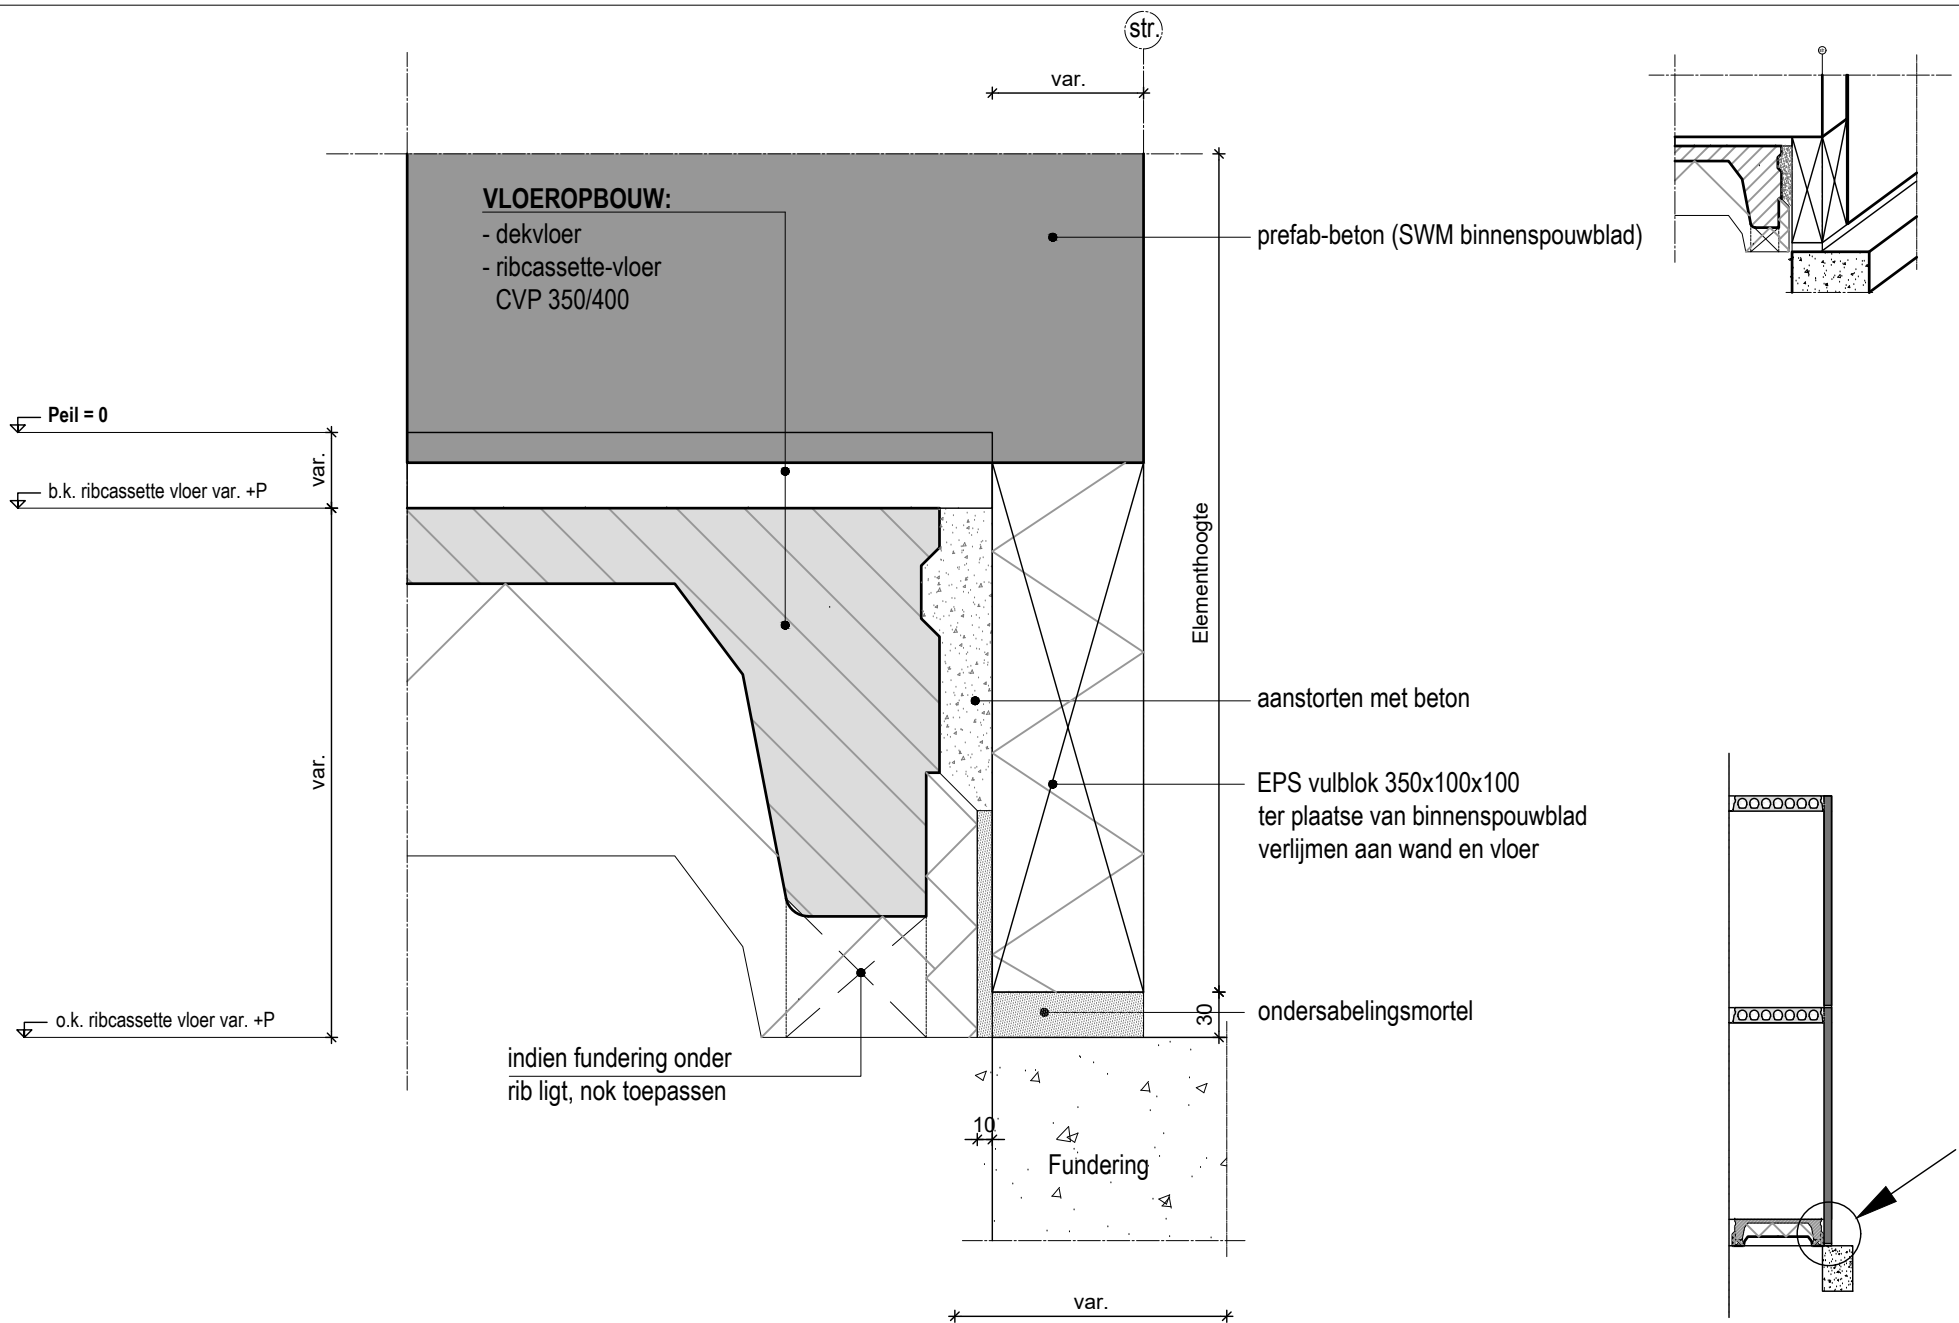 str.
var.
VLOEROPBOUW:
- dekvloer
- ribcassette-vloer
CVP 350/400
prefab-beton (SWM binnenspouwblad)
Peil = 0
var.
b.k. ribcassette vloer var. +P
Elementhoogte
aanstorten met beton
var.
EPS vulblok 350x100x100
ter plaatse van binnenspouwblad
verlijmen aan wand en vloer
30
ondersabelingsmortel
o.k. ribcassette vloer var. +P
indien fundering onder
rib ligt, nok toepassen
10
Fundering
var.